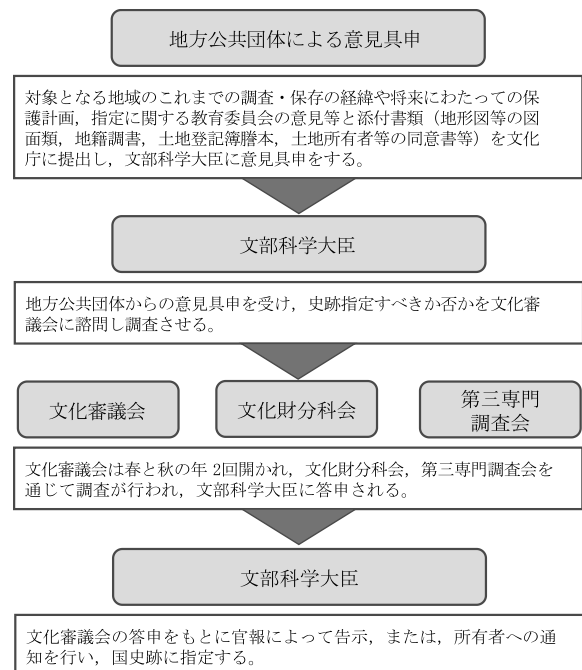 地方公共団体による意見具申
対象となる地域のこれまでの調査・保存の経緯や将来にわたっての保
護計画，指定に関する教育委員会の意見等と添付書類（地形図等の図
面類，地籍調書，土地登記簿謄本，土地所有者等の同意書等）を文化
庁に提出し，文部科学大臣に意見具申をする。
文部科学大臣
地方公共団体からの意見具申を受け，史跡指定すべきか否かを文化審
議会に諮問し調査させる。
文化審議会
文化財分科会
第三専門
調査会
文化審議会は春と秋の年 2回開かれ，文化財分科会，第三専門調査会を
通じて調査が行われ，文部科学大臣に答申される。
文部科学大臣
文化審議会の答申をもとに官報によって告示，または，所有者への通
知を行い，国史跡に指定する。